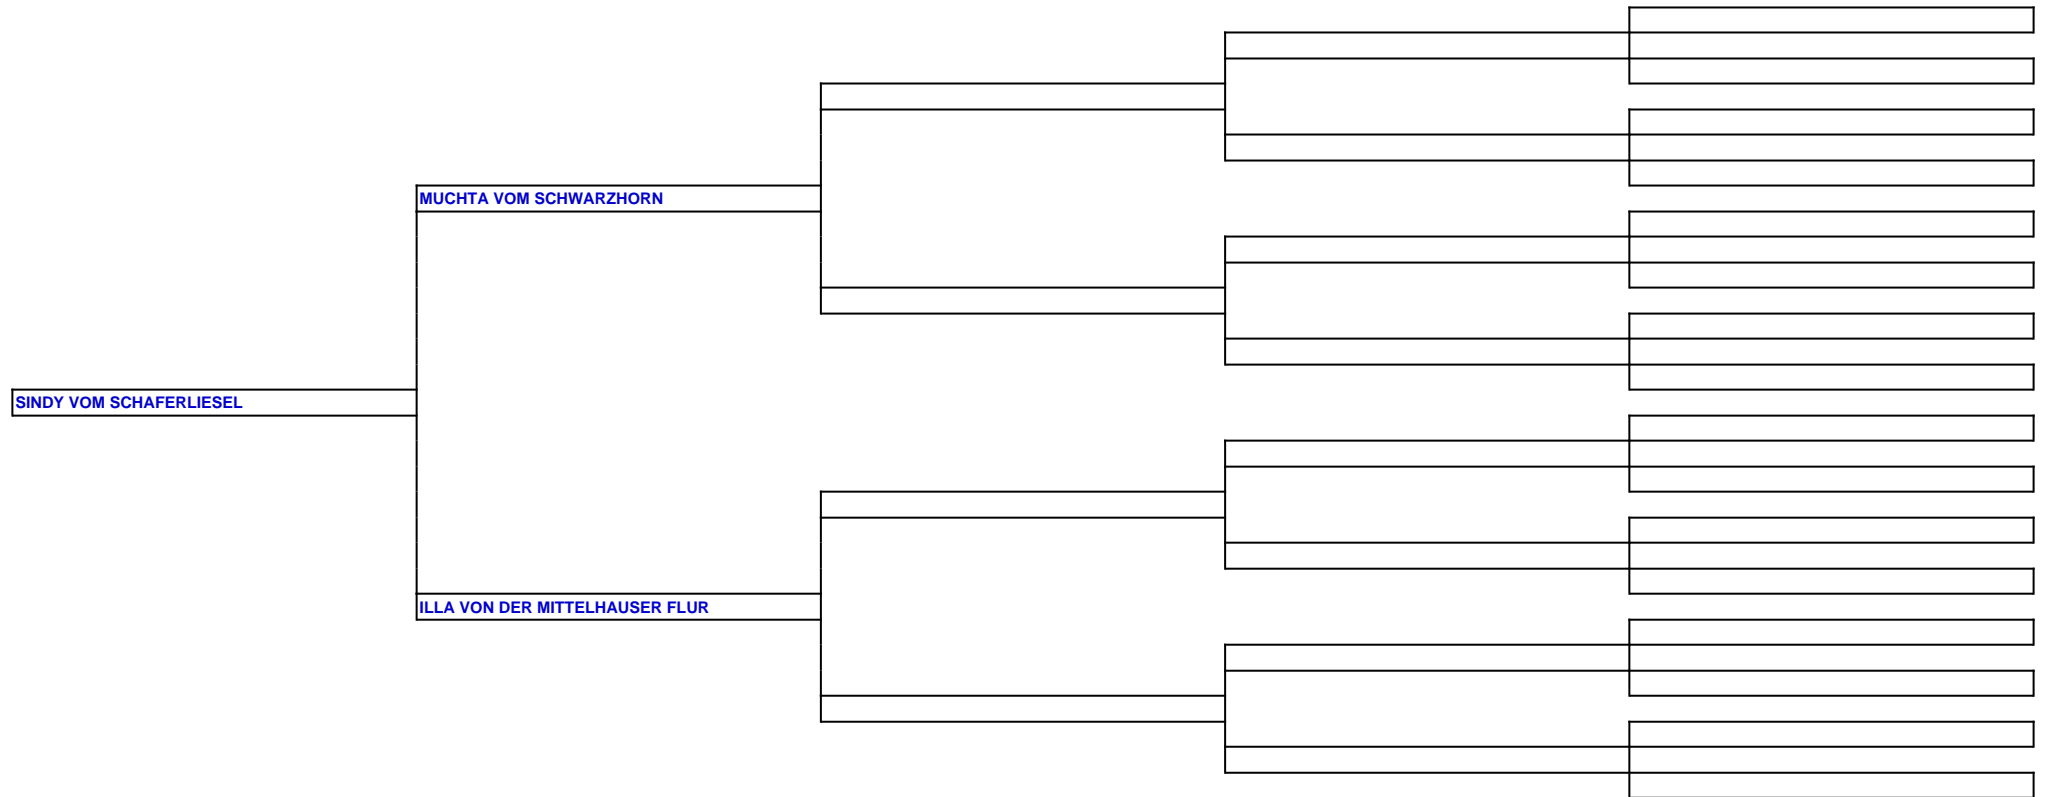 MUCHTA VOM SCHWARZHORN
SINDY VOM SCHAFERLIESEL
ILLA VON DER MITTELHAUSER FLUR